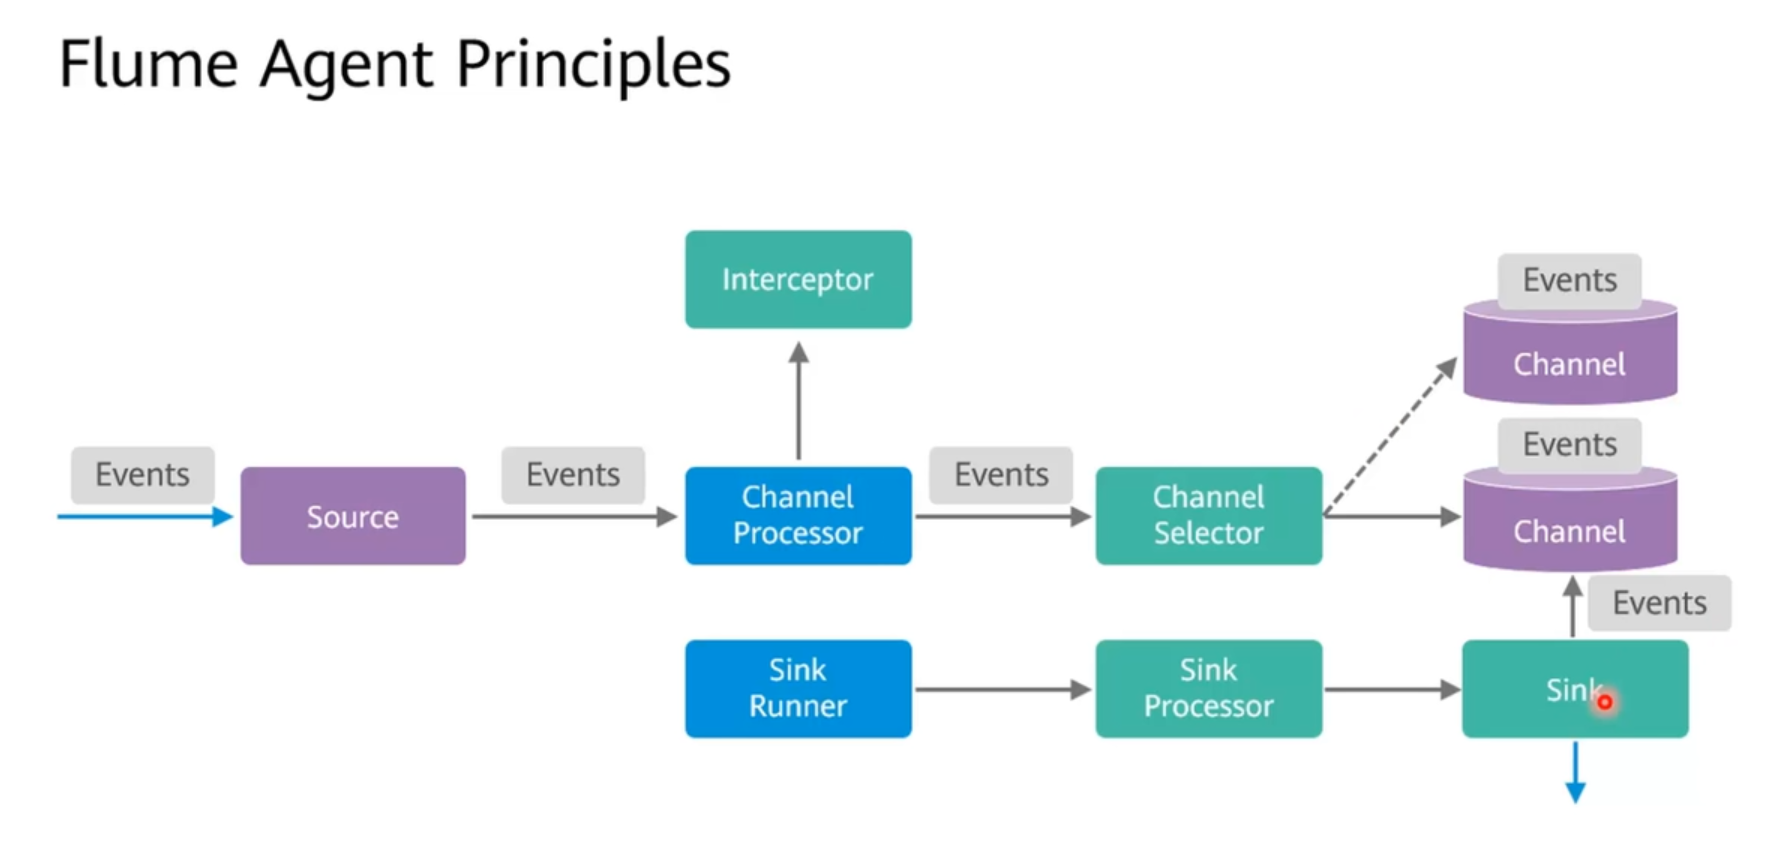 Flume Agent Principles
Interceptor
Events
Channel
Events
Events
Events
Events
Source
Channel
Processor
Channel
Selector
Channel
Events
Sink
Runner
Sink
Processor
Sink